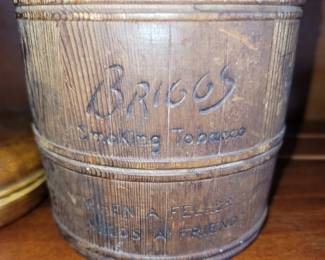 BRIGGS
Smoking Tobacco
WHEN A FELLER
NEEDS A FRIEND